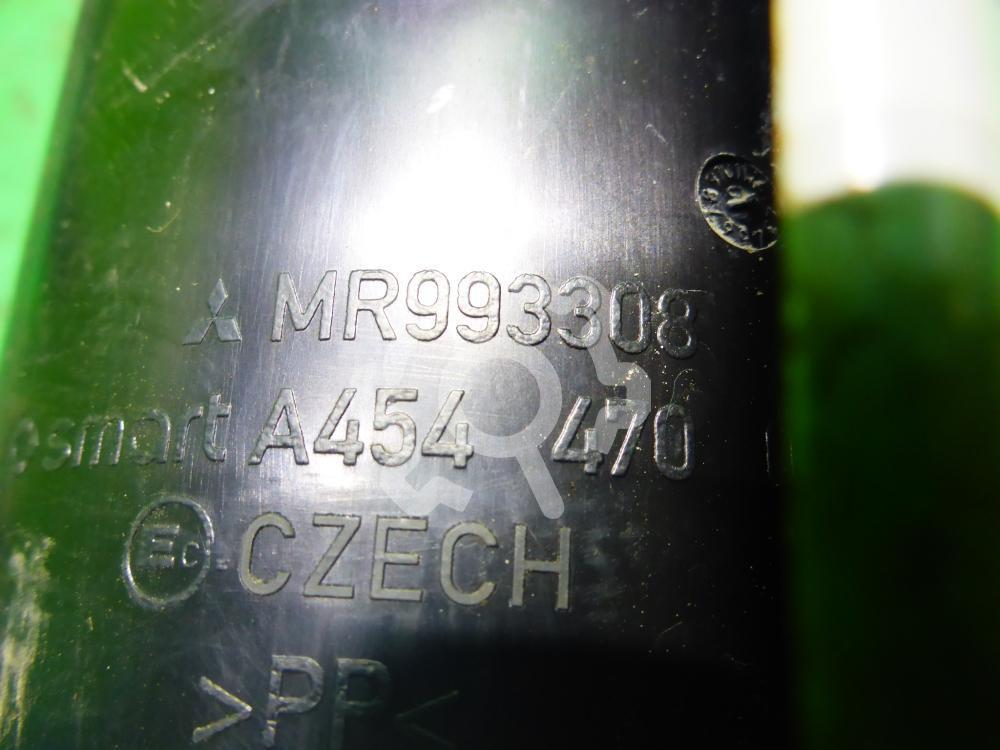 MR993308
smart A454 470
EC CZECH
>PP<